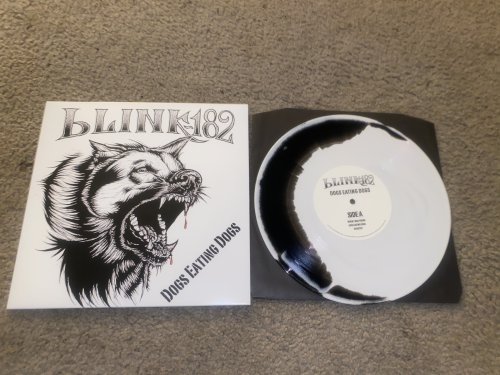 blink-182
Dogs Eating Dogs
blink-182
DOGS EATING DOGS
SIDE A